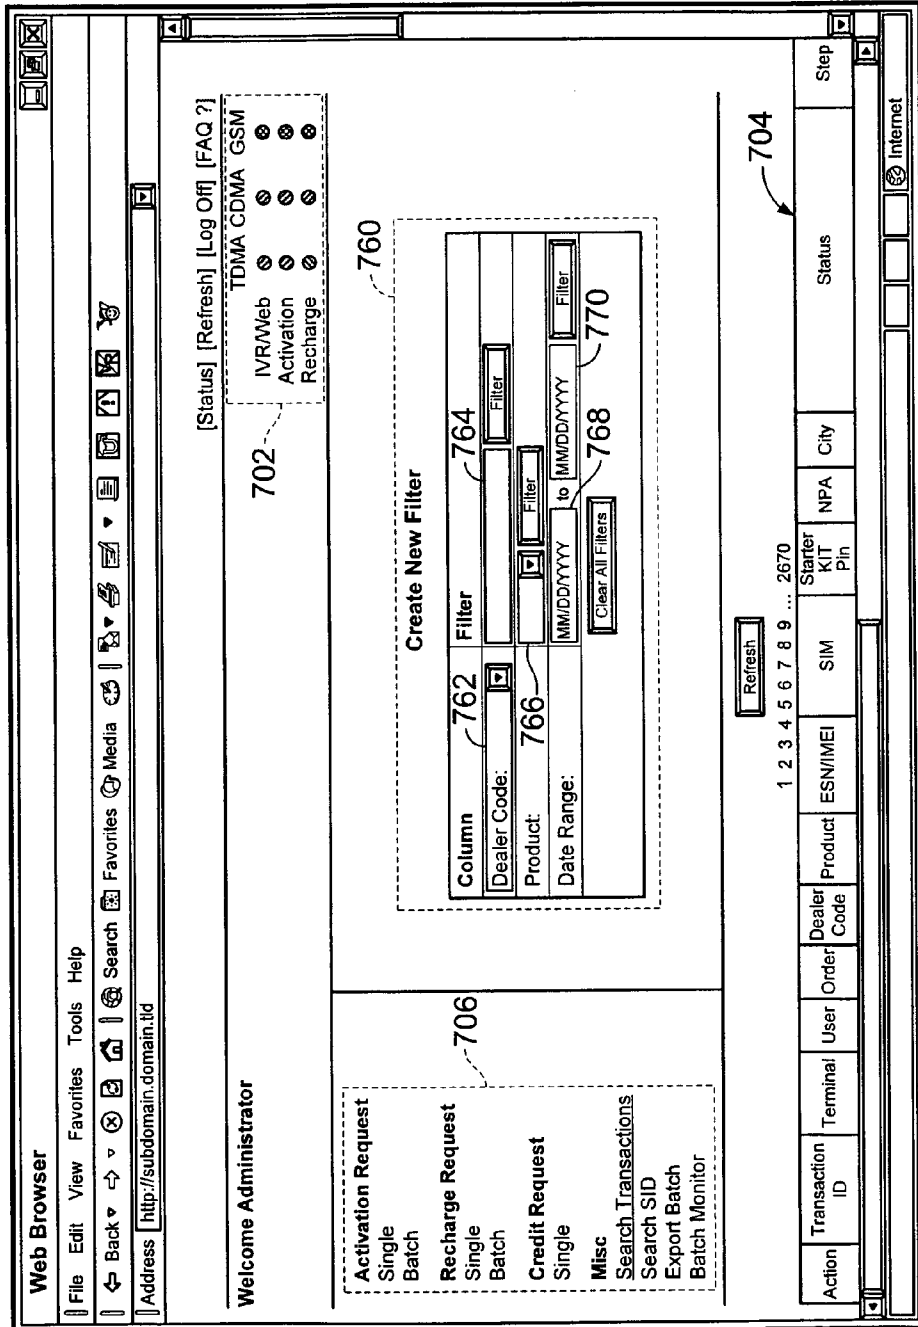 Web Browser
File Edit View Favorites Tools Help
Back Search Favorites Media
Address http://subdomain.domain.tld
[Status] [Refresh] [Log Off] [FAQ ?]
Welcome Administrator
TDMA CDMA GSM
IVR/Web
Activation
Recharge
702
Activation Request
Single
Batch
Recharge Request
Single
Batch
Credit Request
Single
Misc
Search Transactions
Search SID
Export Batch
Batch Monitor
706
760
Create New Filter
762
764
Column Filter
Dealer Code: Filter
Product: Filter
766
Date Range: MM/DD/YYYY to MM/DD/YYYY Filter
768
770
Clear All Filters
Refresh
1 2 3 4 5 6 7 8 9 ... 2670
704
Action
Transaction ID
Terminal
User
Order
Dealer Code
Product
ESN/IMEI
SIM
Starter KIT Pin
NPA
City
Status
Step
Internet